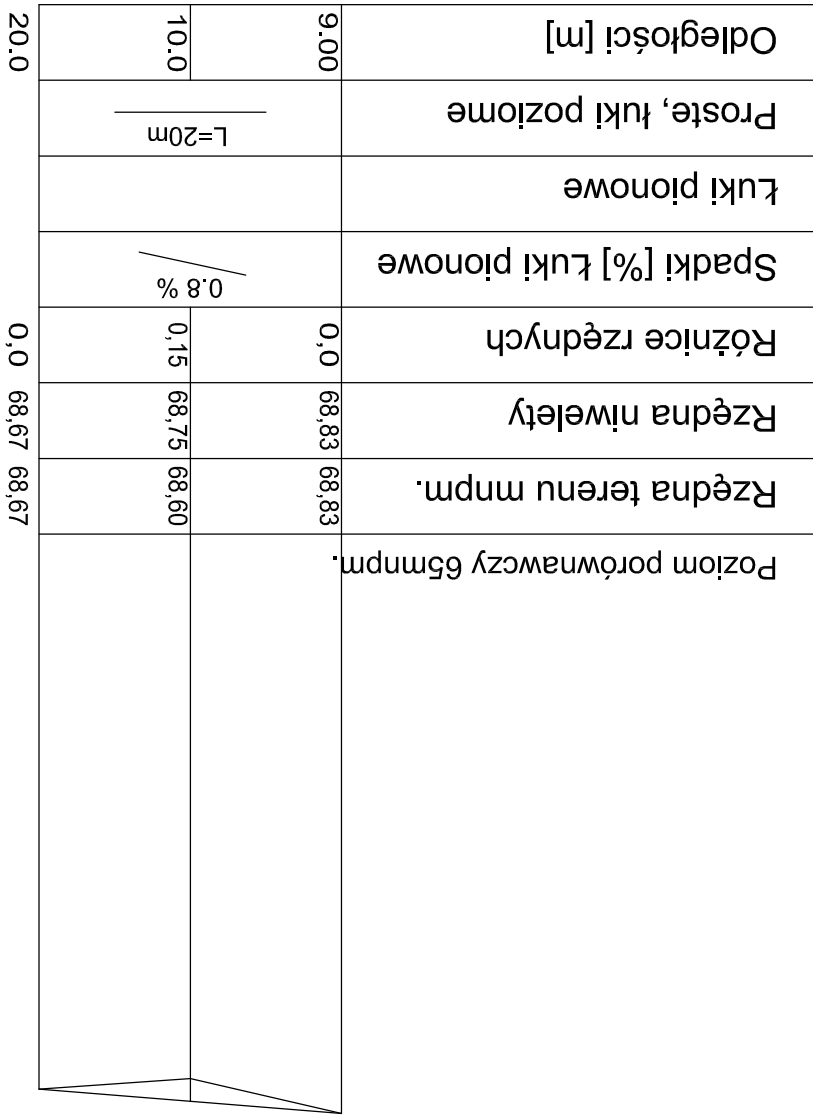 Poziom porównawczy 65mnpm.
Rzędna terenu mnpm. 68,83 68,60 68,67
Rzędna niwelety 68,83 68,75 68,67
Różnice rzędnych 0,0 0,15 0,0
Spadki [%] Łuki pionowe 0.8 %
Łuki pionowe
Proste, łuki poziome L=20m
Odległości [m] 9.00 10.0 20.0